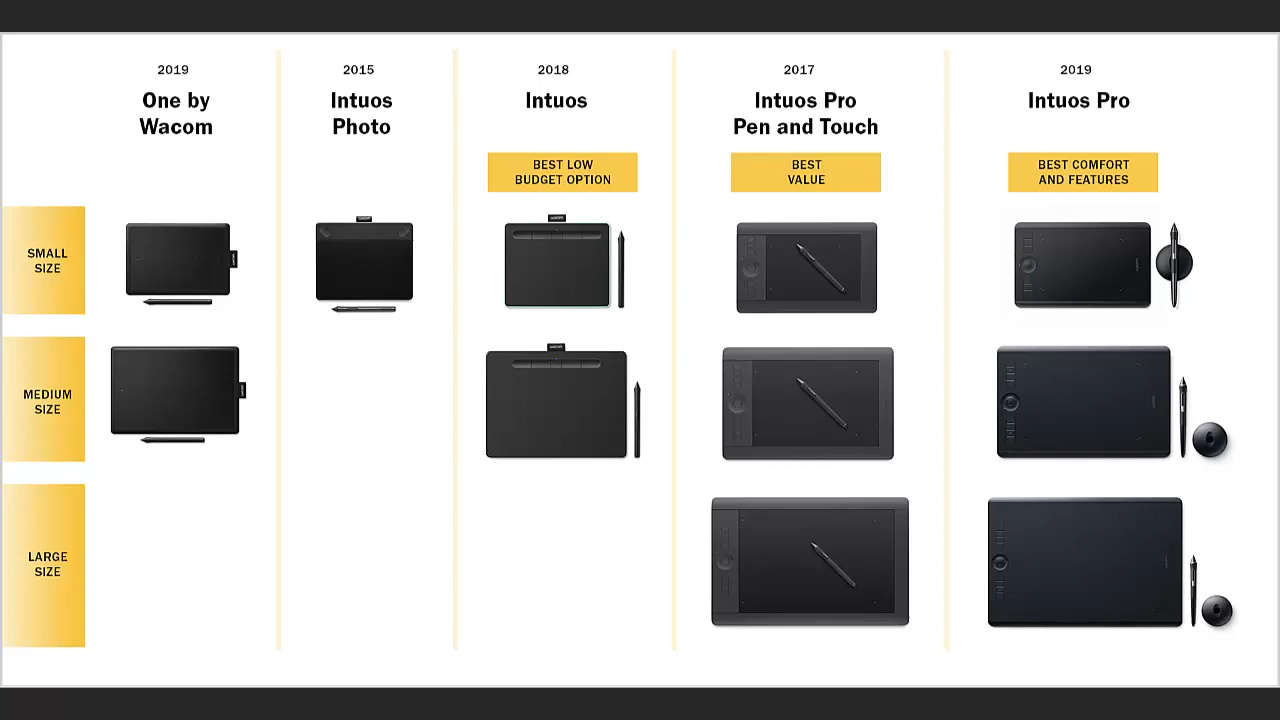 2019
One by
Wacom
2015
Intuos
Photo
2018
Intuos
BEST LOW
BUDGET OPTION
2017
Intuos Pro
Pen and Touch
BEST
VALUE
2019
Intuos Pro
BEST COMFORT
AND FEATURES
SMALL
SIZE
MEDIUM
SIZE
LARGE
SIZE